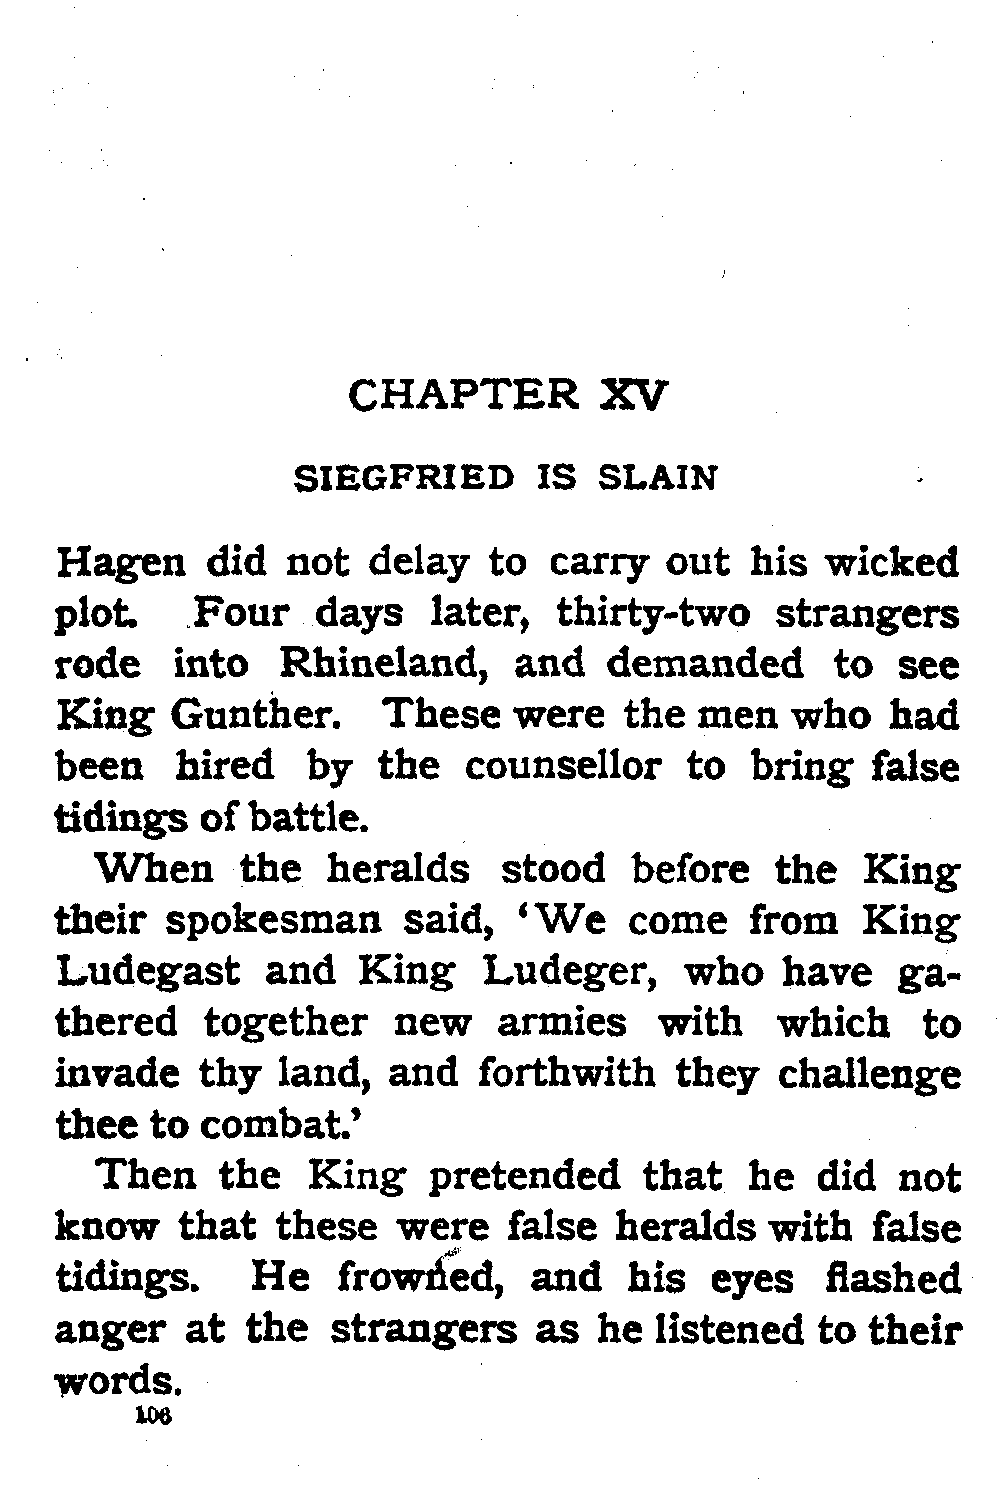 CHAPTER XV
SIEGFRIED IS SLAIN
Hagen did not delay to carry out his wicked
plot. Four days later, thirty-two strangers
rode into Rhineland, and demanded to see
King Gunther. These were the men who had
been hired by the counsellor to bring false
tidings of battle.
When the heralds stood before the King
their spokesman said, ‘We come from King
Ludegast and King Ludeger, who have ga-
thered together new armies with which to
invade thy land, and forthwith they challenge
thee to combat.’
Then the King pretended that he did not
know that these were false heralds with false
tidings. He frowned, and his eyes flashed
anger at the strangers as he listened to their
words.
106